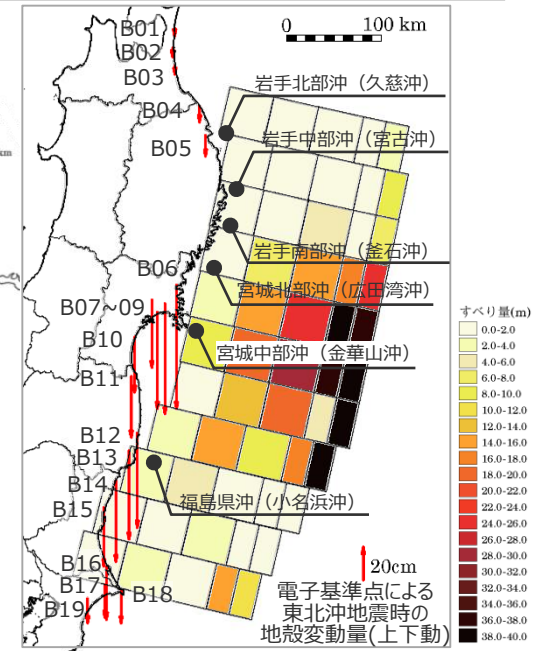 0 100 km
B01
B02
B03
B04
B05
岩手北部沖（久慈沖）
岩手中部沖（宮古沖）
km
岩手南部沖（釜石沖）
B06
宮城北部沖（広田湾沖）
B07～09
B10
宮城中部沖（金華山沖）
B11
B12
B13
B14
B15
福島県沖（小名浜沖）
B16
B17
B18
B19
20cm
電子基準点による
東北沖地震時の
地殻変動量(上下動)
すべり量(m)
0.0-2.0
2.0-4.0
4.0-6.0
6.0-8.0
8.0-10.0
10.0-12.0
12.0-14.0
14.0-16.0
16.0-18.0
18.0-20.0
20.0-22.0
22.0-24.0
24.0-26.0
26.0-28.0
28.0-30.0
30.0-32.0
32.0-34.0
34.0-36.0
36.0-38.0
38.0-40.0